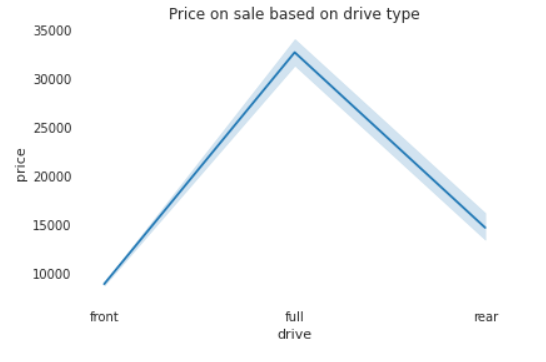 Price on sale based on drive type
35000
30000
25000
20000
15000
10000
price
front full rear
drive